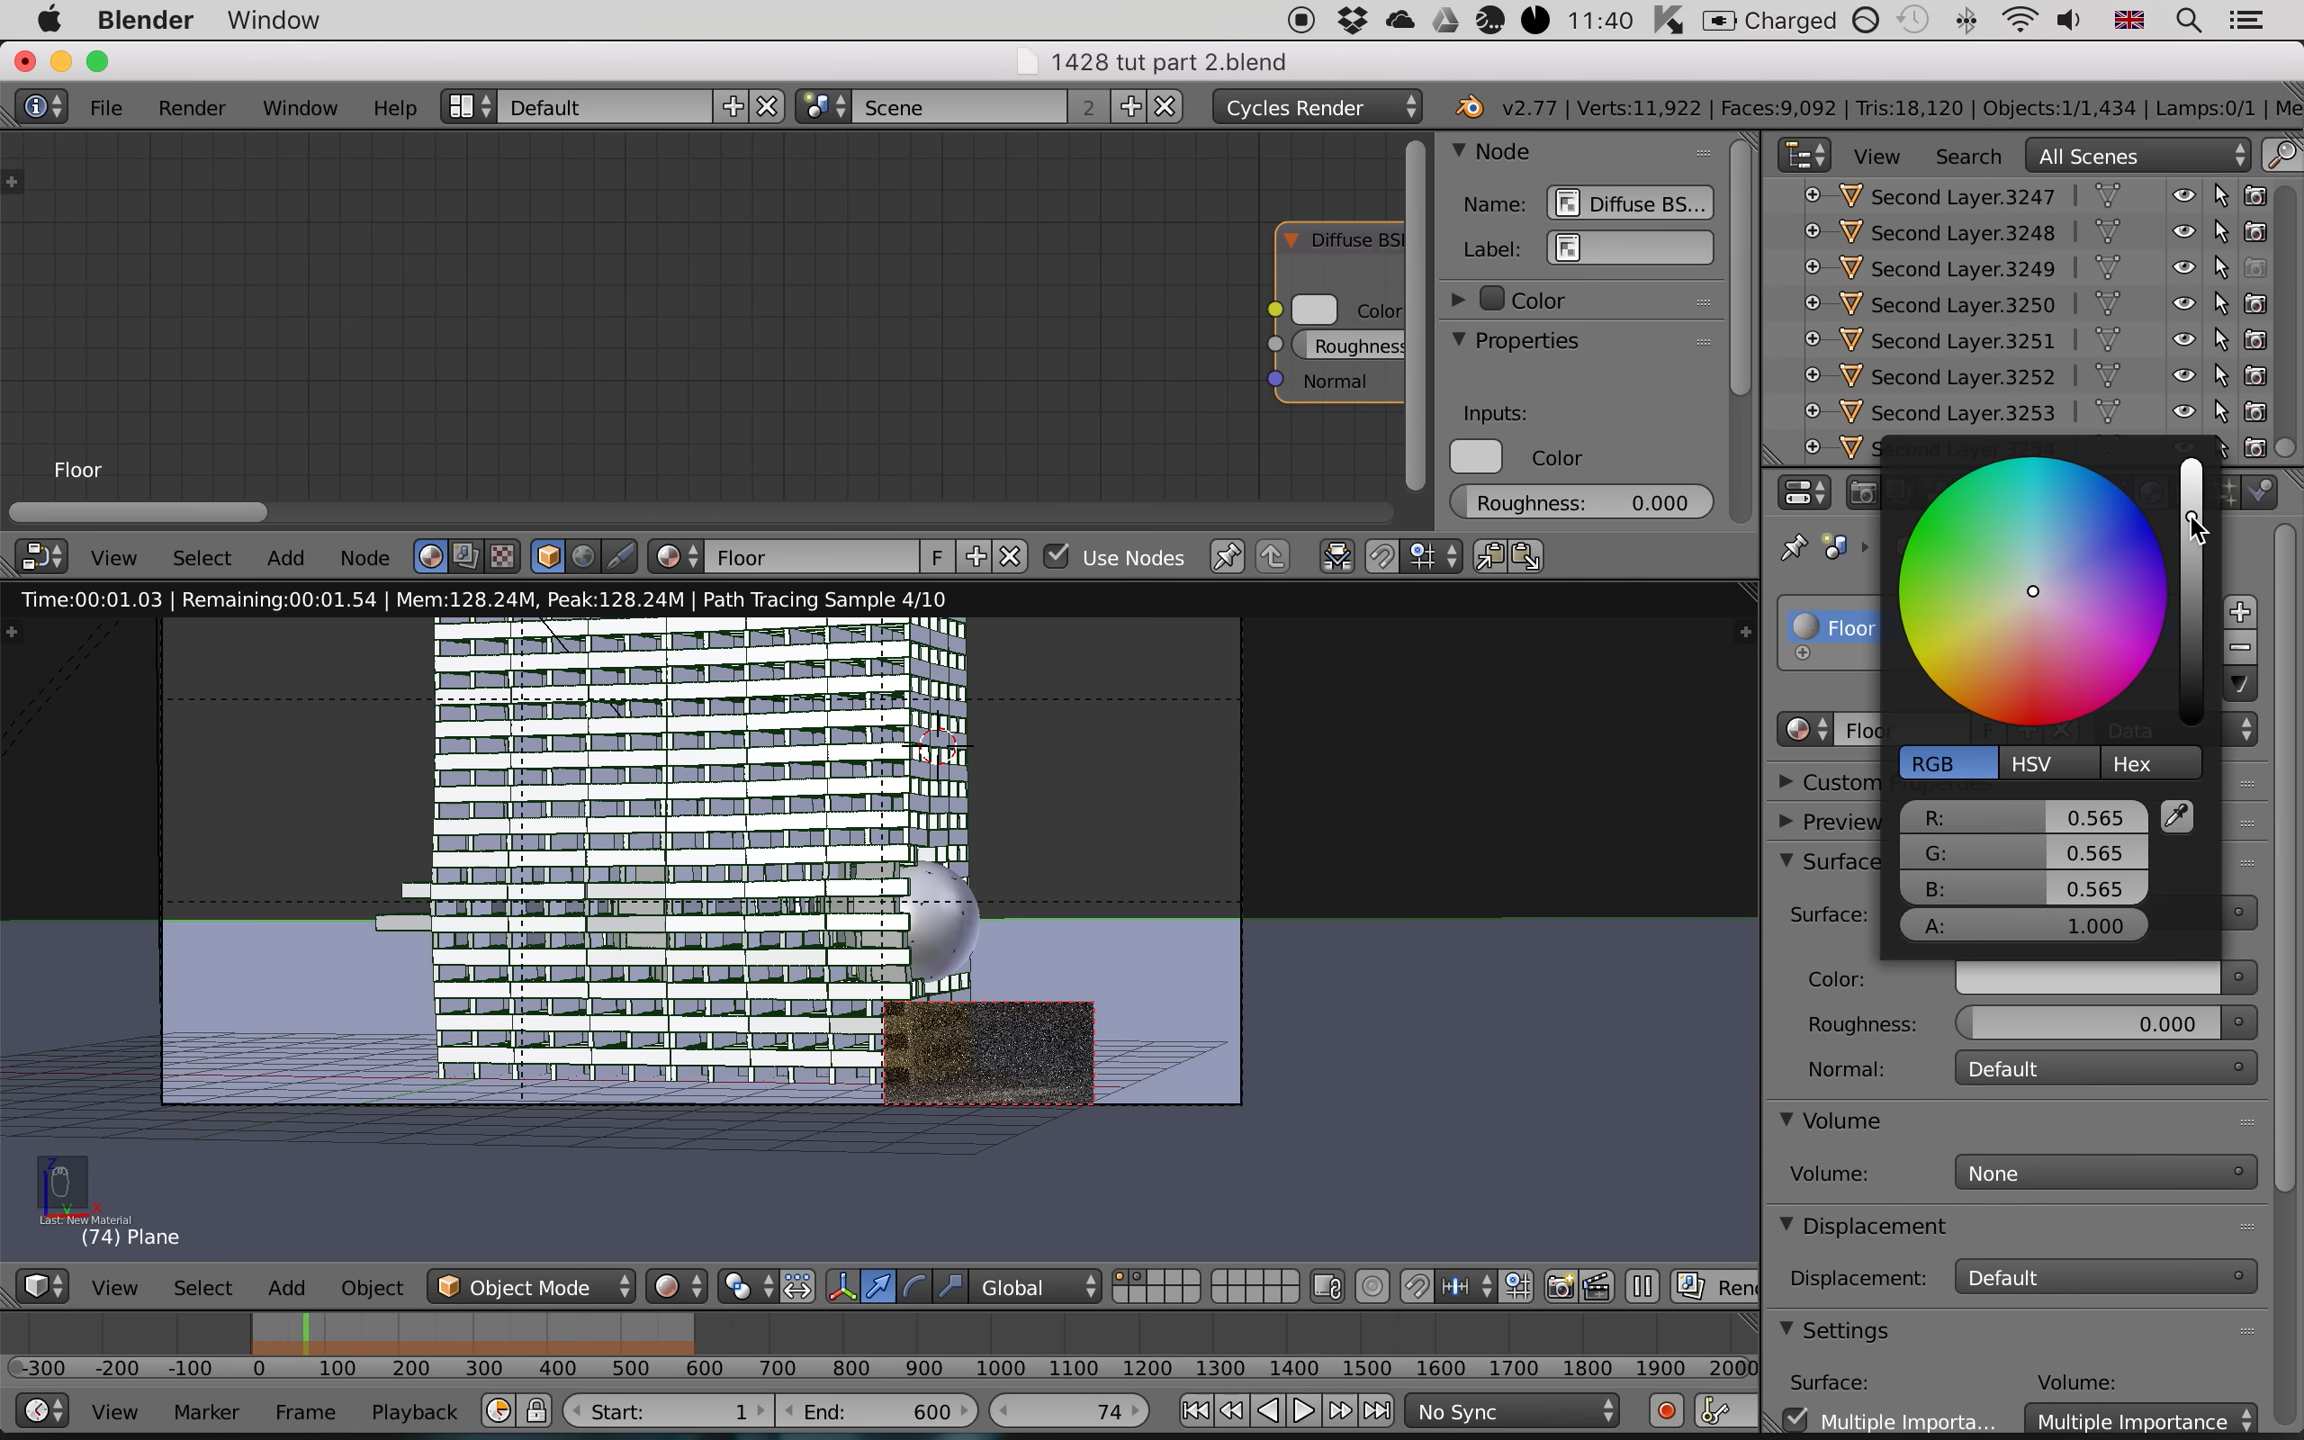 Blender Window 11:40 Charged
1428 tut part 2.blend
File Render Window Help Default Scene 2 Cycles Render v2.77 | Verts:11,922 | Faces:9,092 | Tris:18,120 | Objects:1/1,434 | Lamps:0/1 | Me
Node
Name: Diffuse BS...
Label:
Color
Properties
Inputs:
Color
Roughness: 0.000
Diffuse BSI
Color
Roughness
Normal
Floor
View Search All Scenes
Second Layer.3247
Second Layer.3248
Second Layer.3249
Second Layer.3250
Second Layer.3251
Second Layer.3252
Second Layer.3253
Second Layer.3254
View Select Add Node Floor F Use Nodes
Time:00:01.03 | Remaining:00:01.54 | Mem:128.24M, Peak:128.24M | Path Tracing Sample 4/10
Floor
Floor F Data
RGB HSV Hex
R: 0.565
G: 0.565
B: 0.565
A: 1.000
Custom Properties
Preview
Surface
Surface:
Color:
Roughness: 0.000
Normal: Default
Volume
Volume: None
Displacement
Displacement: Default
Settings
Surface: Volume:
Multiple Importa... Multiple Importance
Z
Y X
Last: New Material
(74) Plane
View Select Add Object Object Mode Global Ren
-300 -200 -100 0 100 200 300 400 500 600 700 800 900 1000 1100 1200 1300 1400 1500 1600 1700 1800 1900 2000
View Marker Frame Playback Start: 1 End: 600 74 No Sync